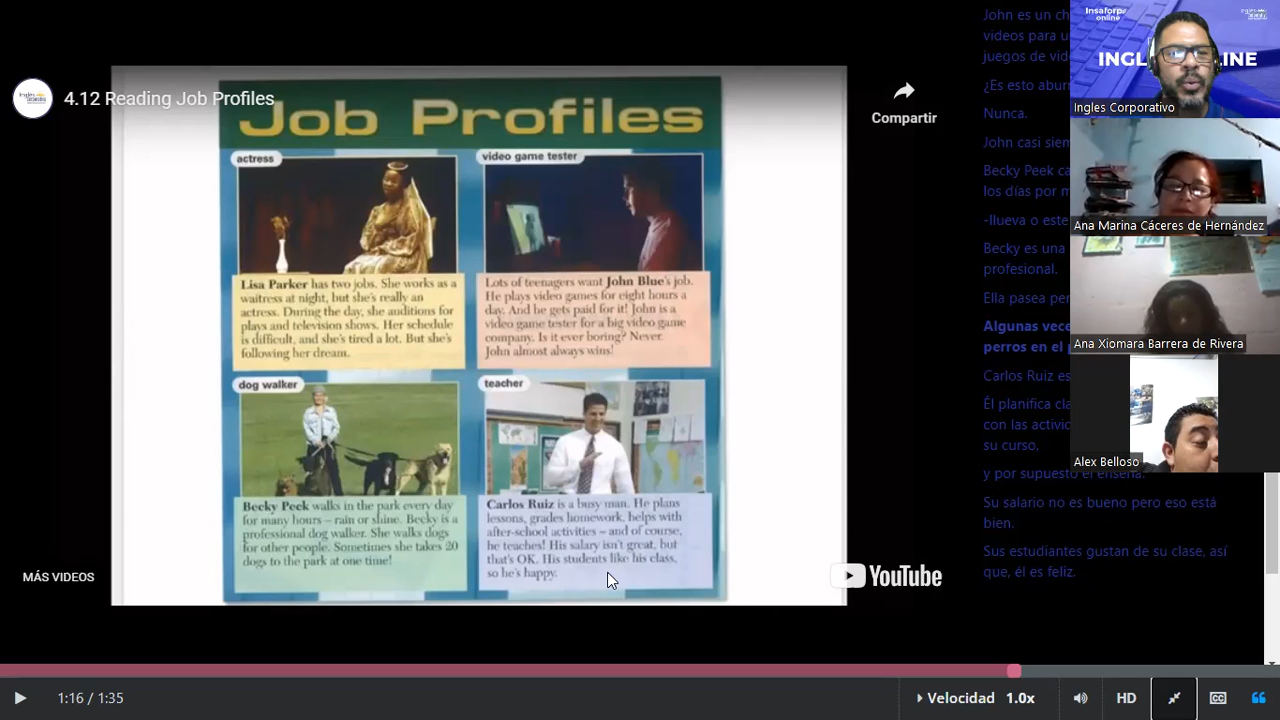 4.12 Reading Job Profiles
Compartir
Job Profiles
actress
video game tester
Lisa Parker has two jobs. She works as a
waitress at night, but she's really an
actress. During the day, she auditions for
plays and television shows. Her schedule
is difficult, and she's tired a lot. But she's
following her dream.
Lots of teenagers want John Blue's job.
He plays video games for eight hours a
day. And he gets paid for it! John is a
video game tester for a big video game
company. Is it ever boring? Never.
John almost always wins!
dog walker
teacher
Becky Peek walks in the park every day
for many hours – rain or shine. Becky is a
professional dog walker. She walks dogs
for other people. Sometimes she takes 20
dogs to the park at one time!
Carlos Ruiz is a busy man. He plans
lessons, grades homework, helps with
after-school activities – and of course,
he teaches! His salary isn't great, but
that's OK. His students like his class,
so he's happy.
MÁS VIDEOS
YouTube
John es un
videos para
juegos de
¿Es esto
Nunca.
John casi
Becky Peek
los días por
-llueva o
Becky es una
profesional.
Ella pasea
Algunas
perros en el
Carlos Ruiz
Él planifica
con las
su curso,
y por supuesto él enseña.
Su salario no es bueno pero eso está
bien.
Sus estudiantes gustan de su clase, así
que, él es feliz.
Insaforp
online
Ingles Corporativo
Ana Marina Cáceres de Hernández
Ana Xiomara Barrera de Rivera
Alex Belloso
1:16 / 1:35
Velocidad 1.0x
HD
CC